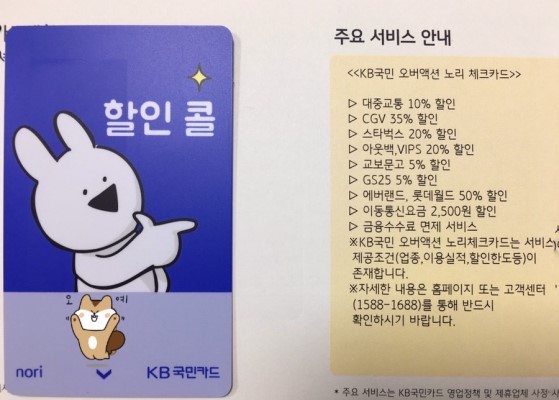 할인 콜
오 예!
nori
KB국민카드
주요 서비스 안내
<<KB국민 오버액션 노리 체크카드>>
▷ 대중교통 10% 할인
▷ CGV 35% 할인
▷ 스타벅스 20% 할인
▷ 아웃백,VIPS 20% 할인
▷ 교보문고 5% 할인
▷ GS25 5% 할인
▷ 에버랜드, 롯데월드 50% 할인
▷ 이동통신요금 2,500원 할인
▷ 금융수수료 면제 서비스
※KB국민 오버액션 노리체크카드는 서비스
제공조건(업종,이용실적,할인한도등)이
존재합니다.
※자세한 내용은 홈페이지 또는 고객센터
(1588-1688)를 통해 반드시
확인하시기 바랍니다.
* 주요 서비스는 KB국민카드 영업정책 및 제휴업체 사정